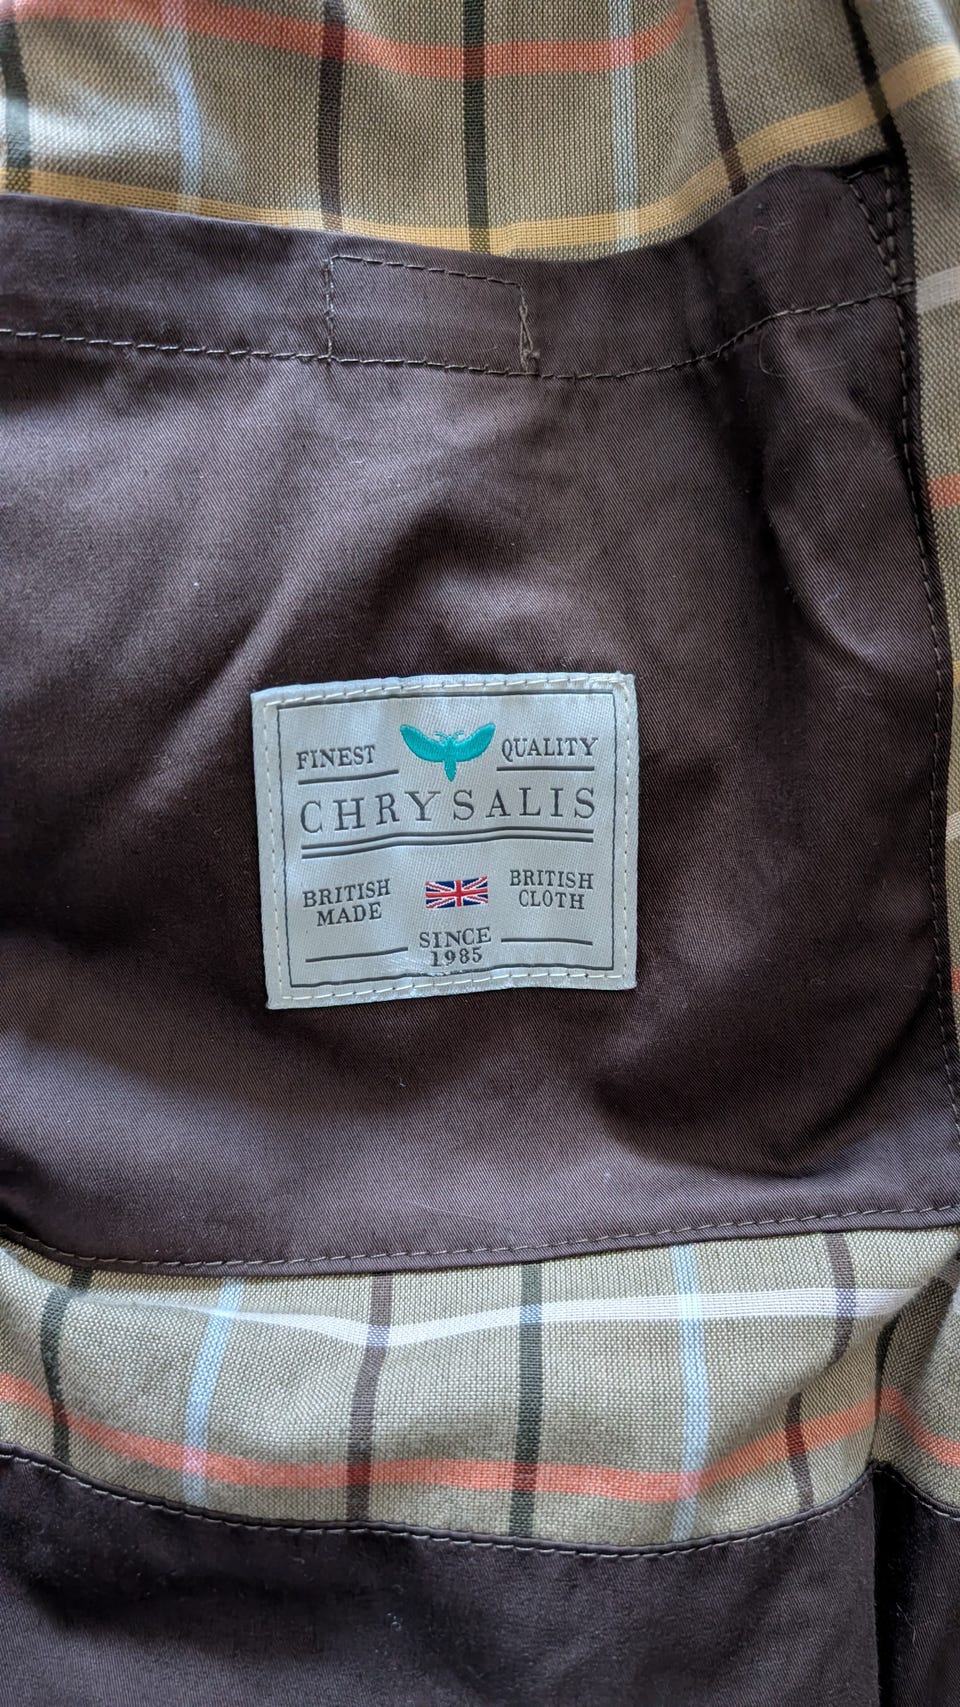 FINEST QUALITY
CHRYSALIS
BRITISH MADE
BRITISH CLOTH
SINCE
1985